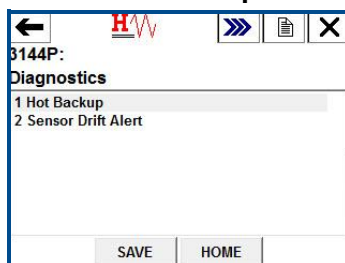 H
3144P:
Diagnostics
1 Hot Backup
2 Sensor Drift Alert
SAVE HOME